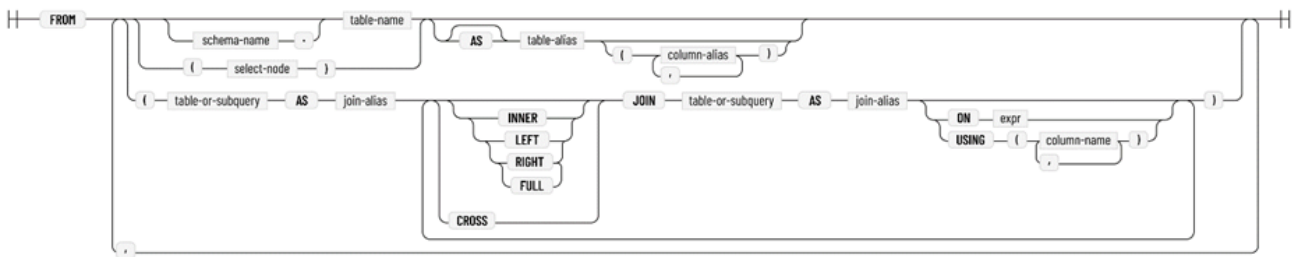 FROM table-name
schema-name . AS table-alias
( select-node ) ( column-alias )
,
( table-or-subquery AS join-alias JOIN table-or-subquery AS join-alias )
INNER ON expr
LEFT USING ( column-name )
RIGHT ,
FULL
CROSS
,